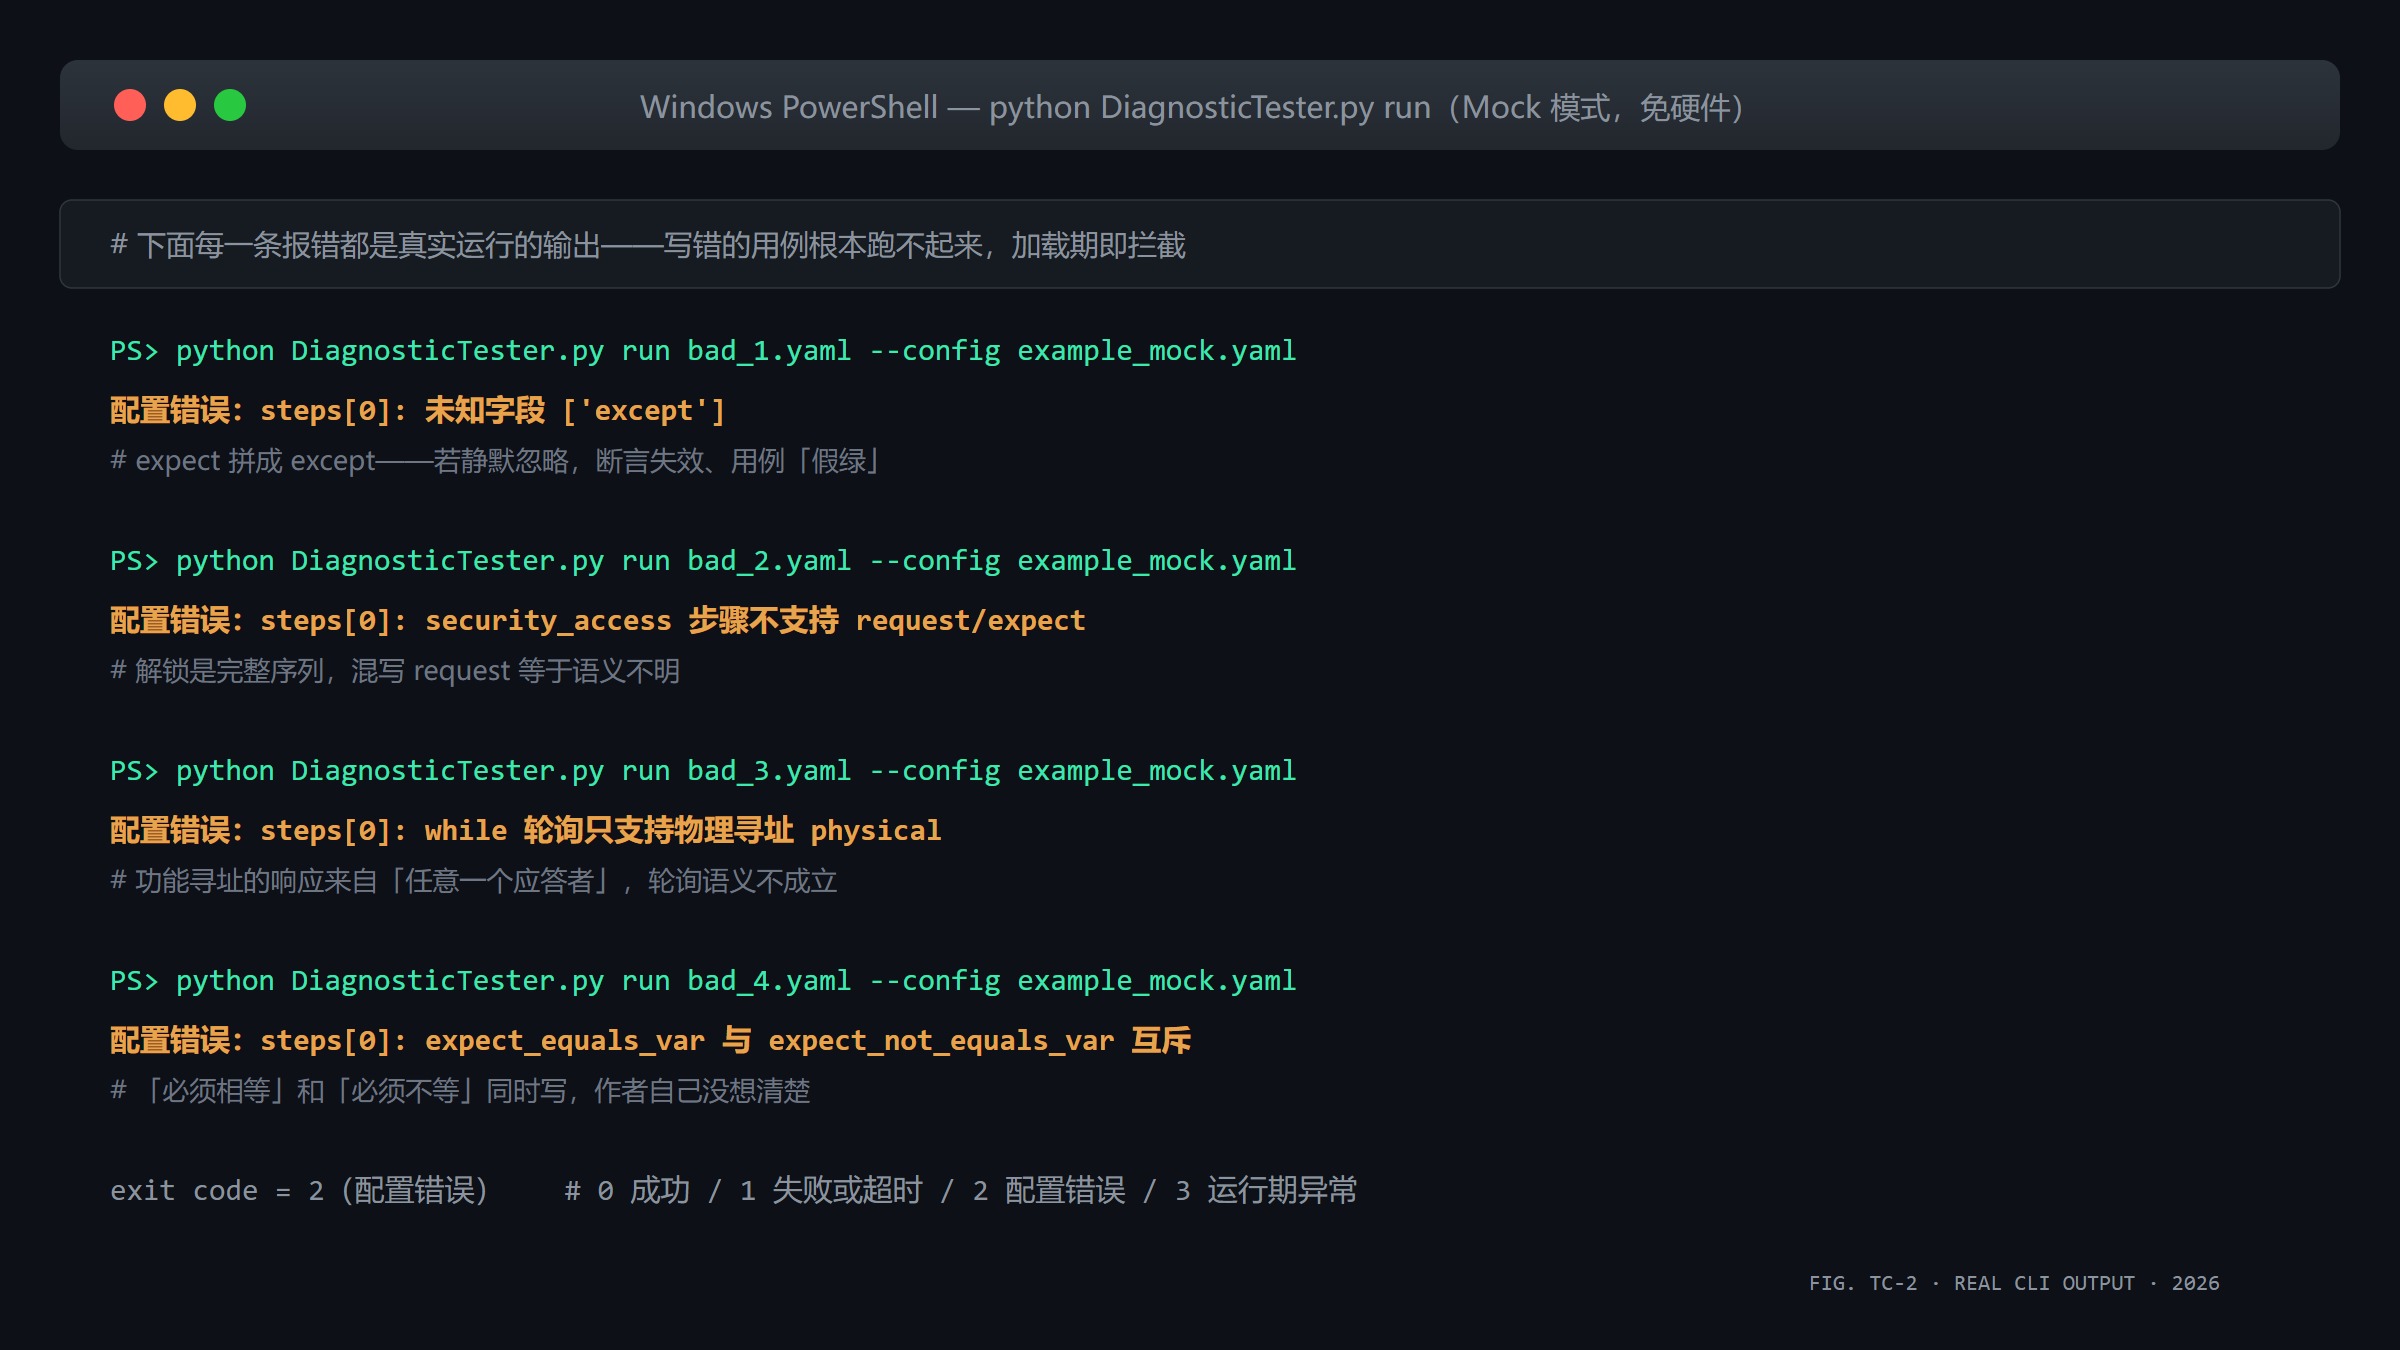 Windows PowerShell — python DiagnosticTester.py run（Mock 模式，免硬件）
# 下面每一条报错都是真实运行的输出——写错的用例根本跑不起来，加载期即拦截
PS> python DiagnosticTester.py run bad_1.yaml --config example_mock.yaml
配置错误：steps[0]: 未知字段 ['except']
# expect 拼成 except——若静默忽略，断言失效、用例「假绿」
PS> python DiagnosticTester.py run bad_2.yaml --config example_mock.yaml
配置错误：steps[0]: security_access 步骤不支持 request/expect
# 解锁是完整序列，混写 request 等于语义不明
PS> python DiagnosticTester.py run bad_3.yaml --config example_mock.yaml
配置错误：steps[0]: while 轮询只支持物理寻址 physical
# 功能寻址的响应来自「任意一个应答者」，轮询语义不成立
PS> python DiagnosticTester.py run bad_4.yaml --config example_mock.yaml
配置错误：steps[0]: expect_equals_var 与 expect_not_equals_var 互斥
# 「必须相等」和「必须不等」同时写，作者自己没想清楚
exit code = 2（配置错误） # 0 成功 / 1 失败或超时 / 2 配置错误 / 3 运行期异常
FIG. TC-2 · REAL CLI OUTPUT · 2026